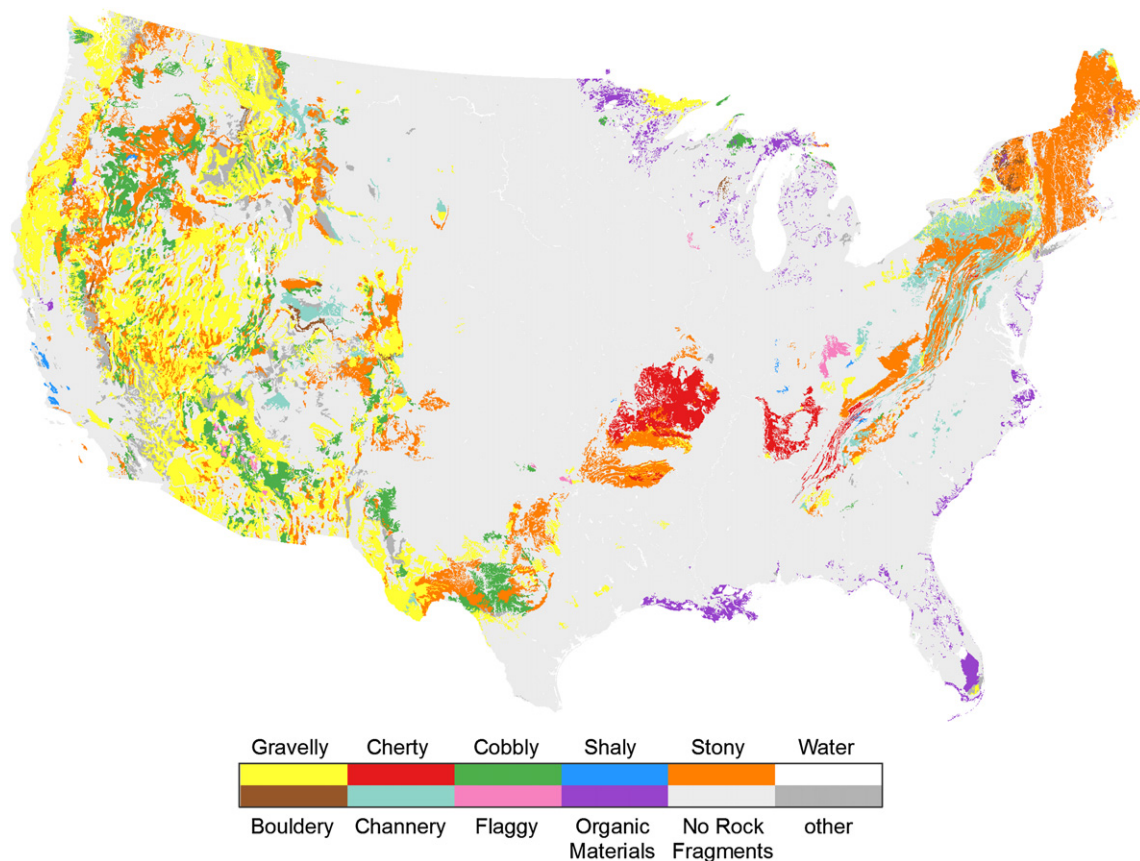 Gravelly Cherty Cobbly Shaly Stony Water
Bouldery Channery Flaggy Organic No Rock other
Materials Fragments